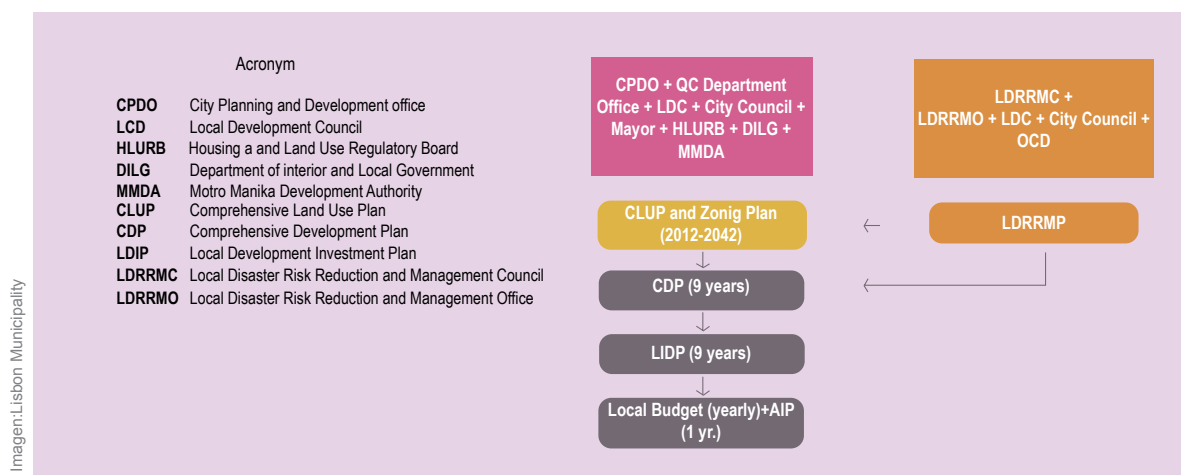 Acronym
CPDO City Planning and Development office
LCD Local Development Council
HLURB Housing a and Land Use Regulatory Board
DILG Department of interior and Local Government
MMDA Motro Manika Development Authority
CLUP Comprehensive Land Use Plan
CDP Comprehensive Development Plan
LDIP Local Development Investment Plan
LDRRMC Local Disaster Risk Reduction and Management Council
LDRRMO Local Disaster Risk Reduction and Management Office
CPDO + QC Department
Office + LDC + City Council +
Mayor + HLURB + DILG +
MMDA
CLUP and Zonig Plan
(2012-2042)
CDP (9 years)
LIDP (9 years)
Local Budget (yearly)+AIP
(1 yr.)
LDRRMC +
LDRRMO + LDC + City Council +
OCD
LDRRMP
Imagen:Lisbon Municipality